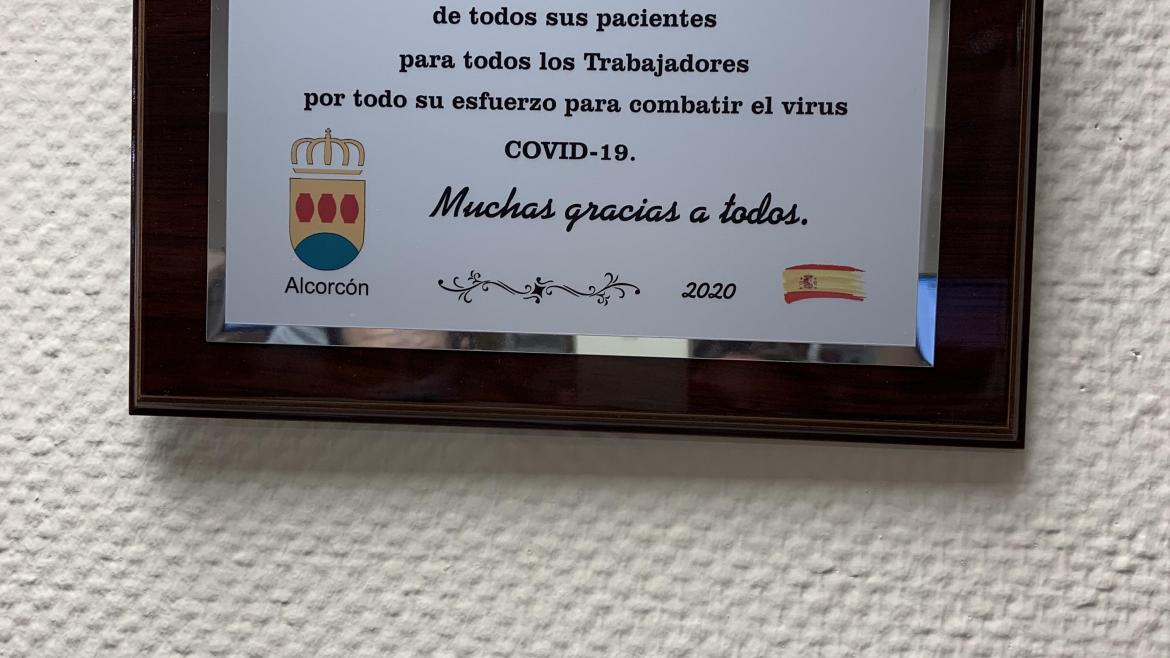 de todos sus pacientes
para todos los Trabajadores
por todo su esfuerzo para combatir el virus
COVID-19.
Muchas gracias a todos.
Alcorcón
2020